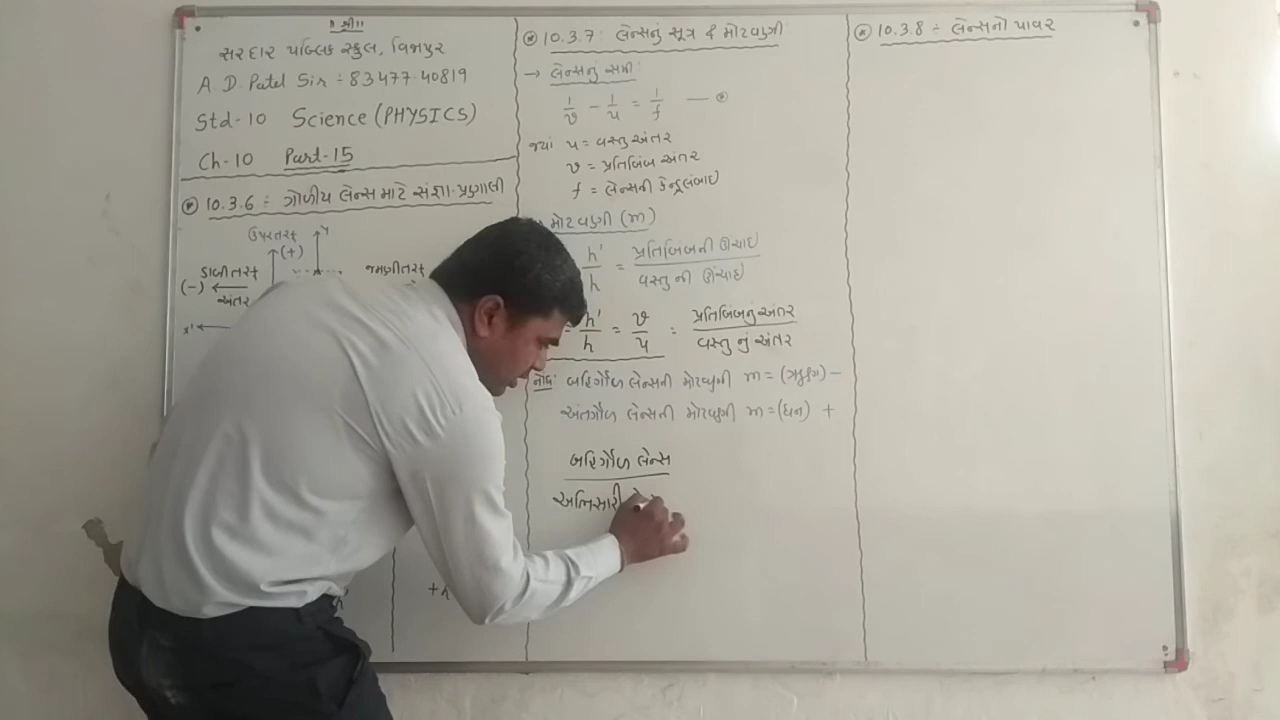 ॥ શ્રી ॥
સરદાર પબ્લિક સ્કુલ, વિજાપુર
A. D. Patel Sir ÷ 83477-40819
Std-10 Science (PHYSICS)
Ch-10 Part-15
* 10.3.6 ÷ ગોળીય લેન્સ માટે સંજ્ઞા પ્રણાલી
ઉપરતરફ Y
(+)
ડાબીતરફ જમણીતરફ
(-)
અંતર
x'
* 10.3.7 : લેન્સનું સૂત્ર & મોટવણી
→ લેન્સનું સમી:
1/v - 1/u = 1/f — *
જ્યાં u = વસ્તુ અંતર
v = પ્રતિબિંબ અંતર
f = લેન્સની કેન્દ્રલંબાઇ
મોટવણી (m)
h'/h = પ્રતિબિંબની ઊંચાઇ/વસ્તુ ની ઊંચાઇ
= h'/h = v/u = પ્રતિબિંબનું અંતર/વસ્તુ નું અંતર
નોંધ: બહિર્ગોળ લેન્સની મોટવણી m = (ઋણ) -
અંતર્ગોળ લેન્સની મોટવણી m = (ધન) +
બહિર્ગોળ લેન્સ
અભિસારી
* 10.3.8 ÷ લેન્સનો પાવર